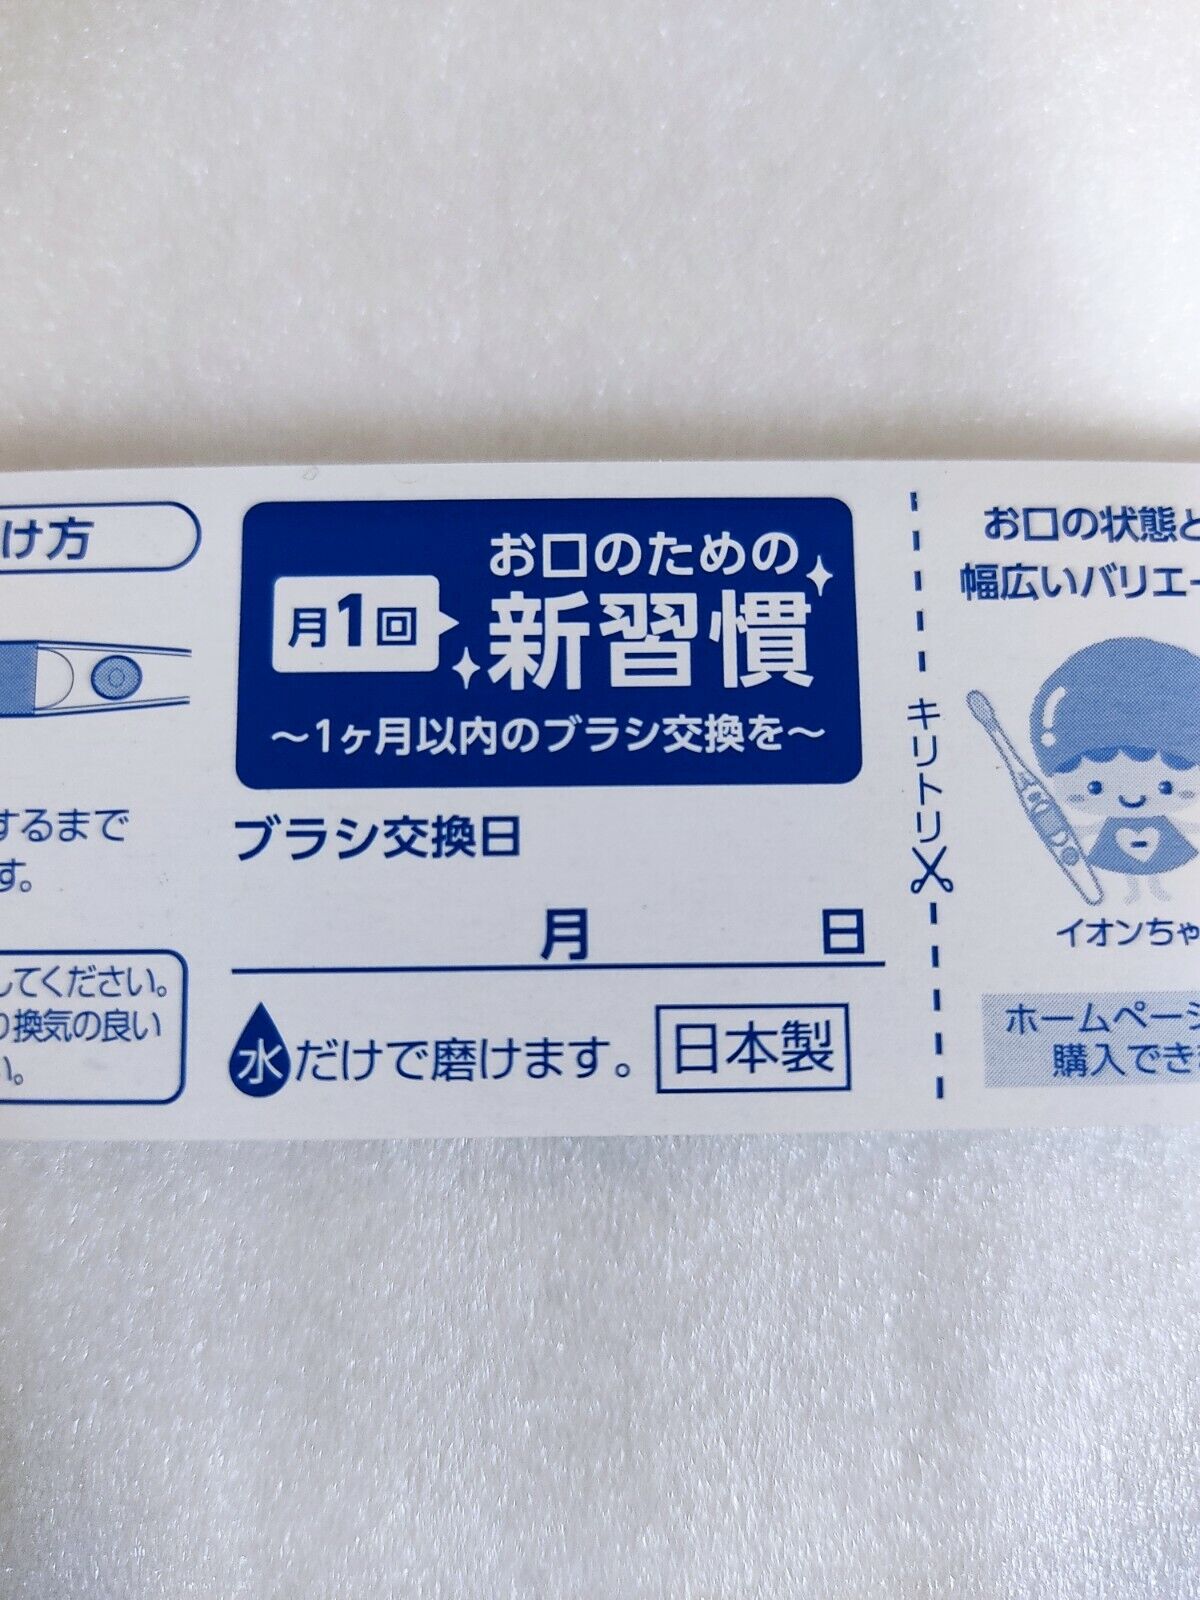 け方
するまで
す。
してください。
り換気の良い
い。
月1回
お口のための
新習慣
～1ヶ月以内のブラシ交換を～
ブラシ交換日
月 日
水だけで磨けます。
日本製
キリトリ
お口の状態と
幅広いバリエー
イオンちゃ
ホームページ
購入できま